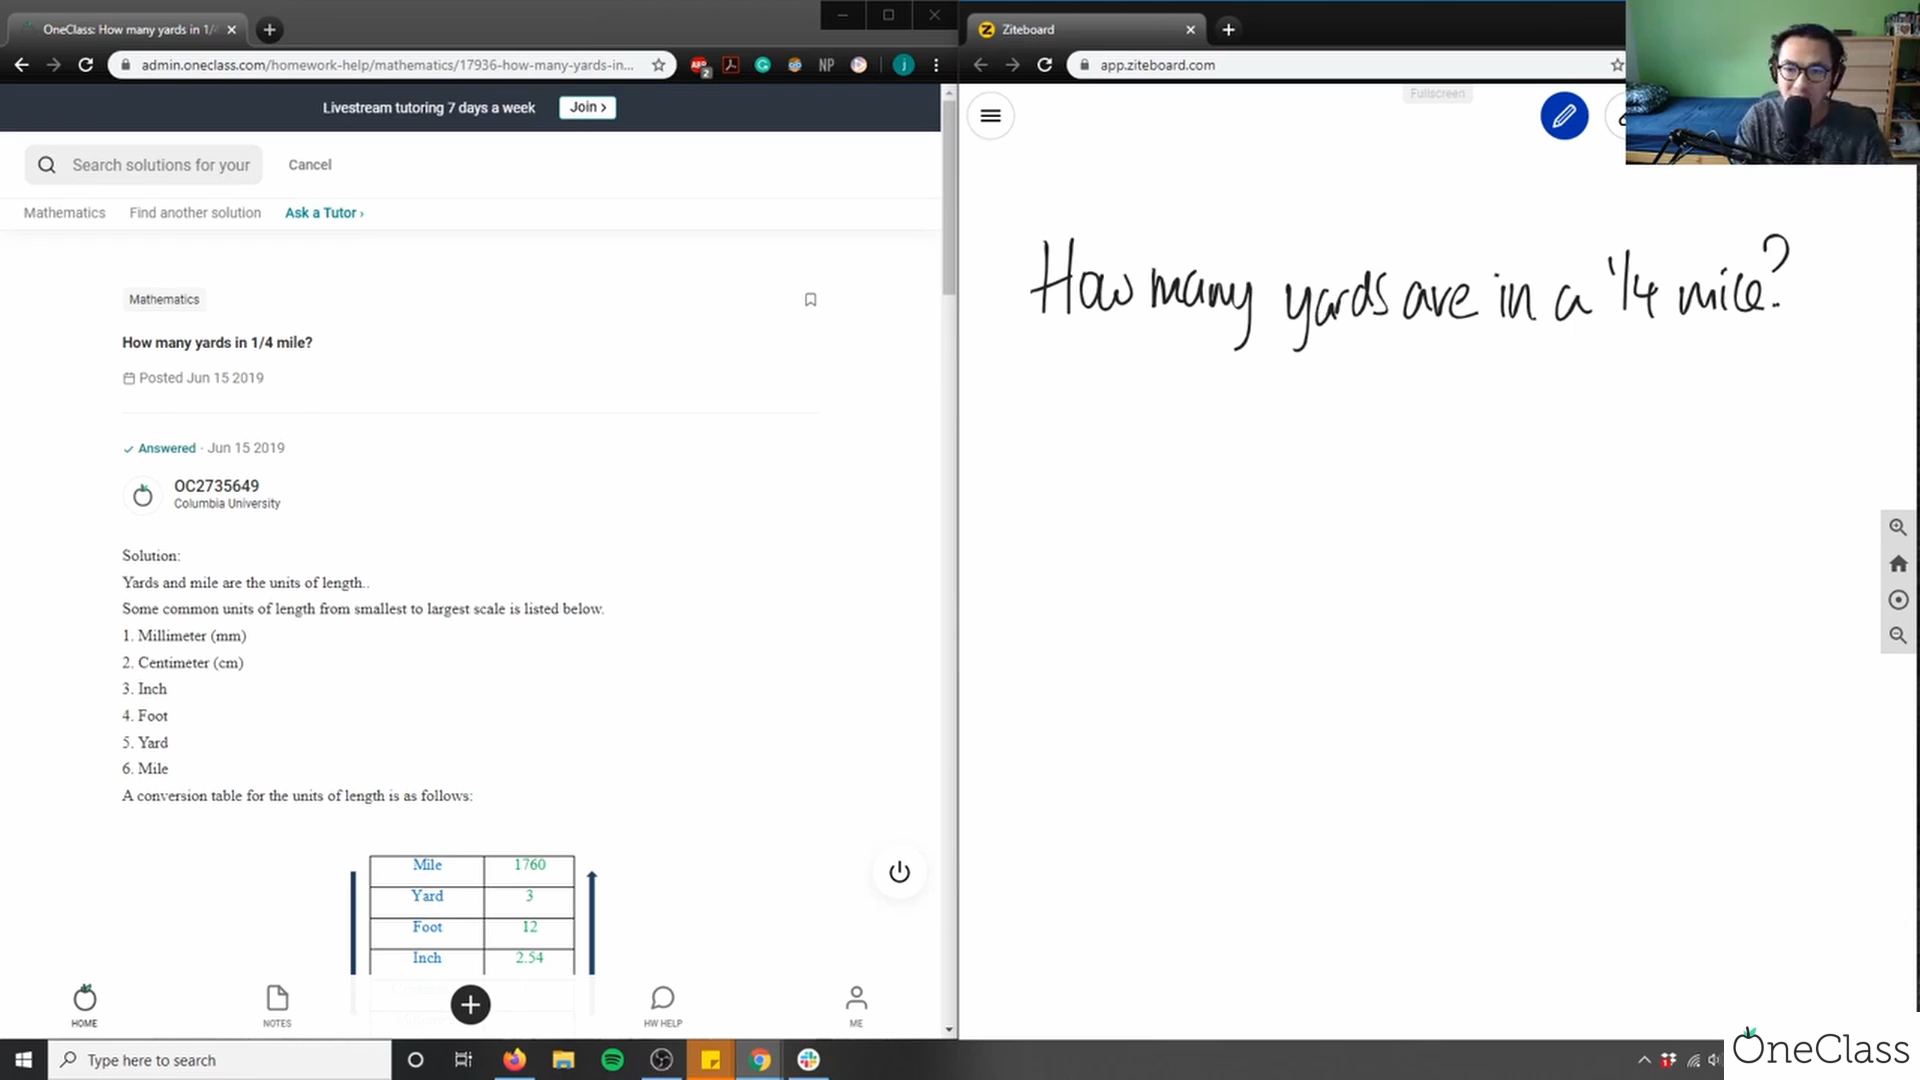 OneClass: How many yards in 1/4
Ziteboard
admin.oneclass.com/homework-help/mathematics/17936-how-many-yards-in...
2
NP
j
app.ziteboard.com
Livestream tutoring 7 days a week
Join >
Fullscreen
Search solutions for your
Cancel
Mathematics
Find another solution
Ask a Tutor ›
How many yards are in a 1/4 mile?
Mathematics
How many yards in 1/4 mile?
Posted Jun 15 2019
Answered · Jun 15 2019
OC2735649
Columbia University
Solution:
Yards and mile are the units of length..
Some common units of length from smallest to largest scale is listed below.
1. Millimeter (mm)
2. Centimeter (cm)
3. Inch
4. Foot
5. Yard
6. Mile
A conversion table for the units of length is as follows:
Mile 1760
Yard 3
Foot 12
Inch 2.54
HOME
NOTES
HW HELP
ME
Type here to search
OneClass